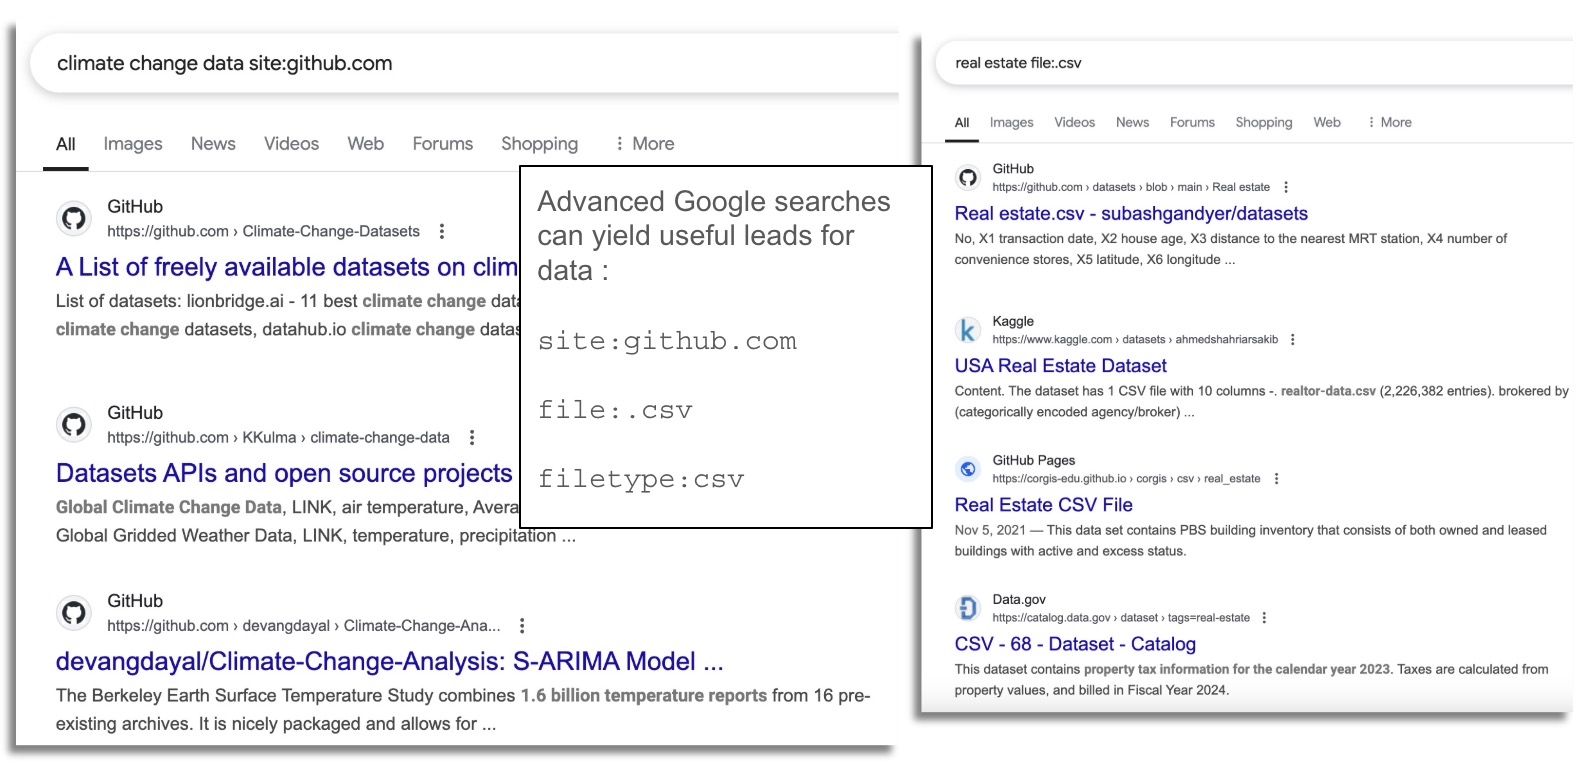 climate change data site:github.com
All Images News Videos Web Forums Shopping More
GitHub
https://github.com › Climate-Change-Datasets
A List of freely available datasets on clim
List of datasets: lionbridge.ai - 11 best climate change data
climate change datasets, datahub.io climate change datas
GitHub
https://github.com › KKulma › climate-change-data
Datasets APIs and open source projects
Global Climate Change Data, LINK, air temperature, Avera
Global Gridded Weather Data, LINK, temperature, precipitation ...
GitHub
https://github.com › devangdayal › Climate-Change-Ana...
devangdayal/Climate-Change-Analysis: S-ARIMA Model ...
The Berkeley Earth Surface Temperature Study combines 1.6 billion temperature reports from 16 pre-
existing archives. It is nicely packaged and allows for ...
Advanced Google searches
can yield useful leads for
data :
site:github.com
file:.csv
filetype:csv
real estate file:.csv
All Images Videos News Forums Shopping Web More
GitHub
https://github.com › datasets › blob › main › Real estate
Real estate.csv - subashgandyer/datasets
No, X1 transaction date, X2 house age, X3 distance to the nearest MRT station, X4 number of
convenience stores, X5 latitude, X6 longitude ...
Kaggle
https://www.kaggle.com › datasets › ahmedshahriarsakib
USA Real Estate Dataset
Content. The dataset has 1 CSV file with 10 columns -. realtor-data.csv (2,226,382 entries). brokered by
(categorically encoded agency/broker) ...
GitHub Pages
https://corgis-edu.github.io › corgis › csv › real_estate
Real Estate CSV File
Nov 5, 2021 — This data set contains PBS building inventory that consists of both owned and leased
buildings with active and excess status.
Data.gov
https://catalog.data.gov › dataset › tags=real-estate
CSV - 68 - Dataset - Catalog
This dataset contains property tax information for the calendar year 2023. Taxes are calculated from
property values, and billed in Fiscal Year 2024.